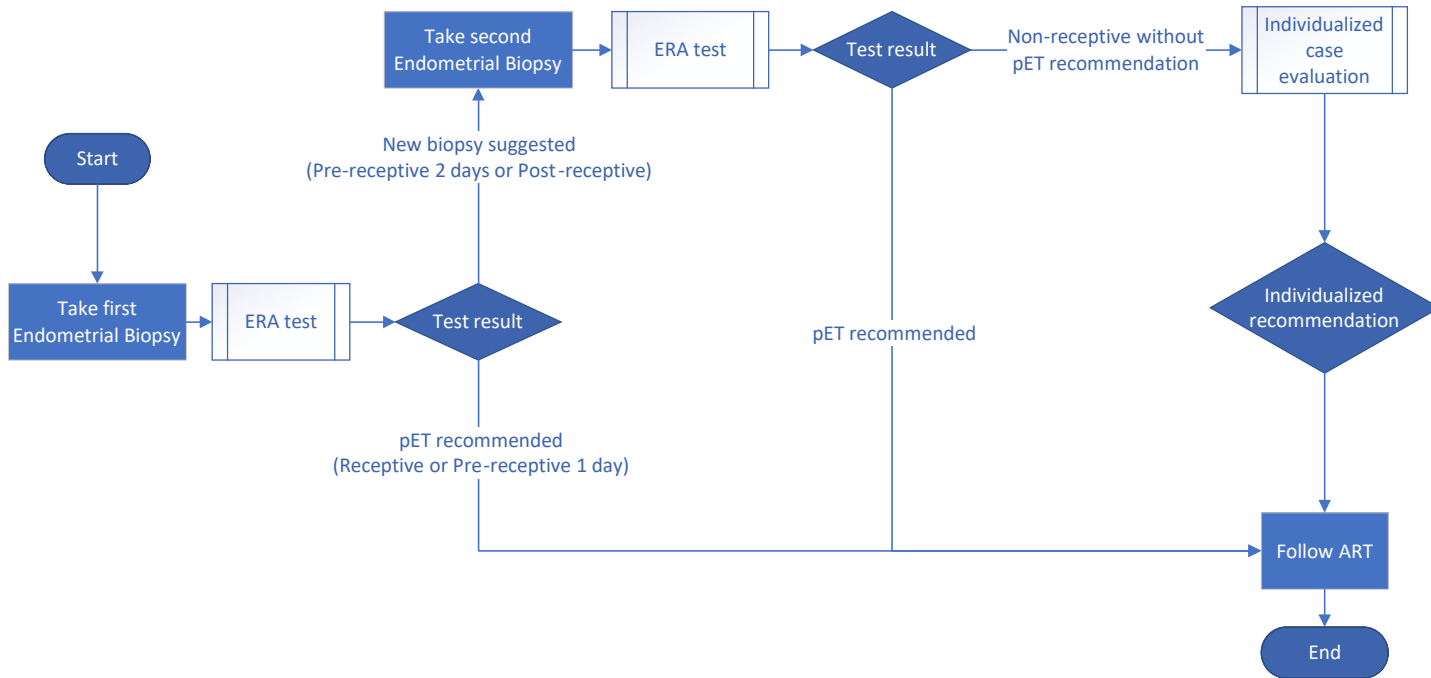 Start
Take first
Endometrial Biopsy
ERA test
Test result
New biopsy suggested
(Pre-receptive 2 days or Post-receptive)
Take second
Endometrial Biopsy
ERA test
Test result
Non-receptive without
pET recommendation
Individualized
case
evaluation
Individualized
recommendation
pET recommended
pET recommended
(Receptive or Pre-receptive 1 day)
Follow ART
End